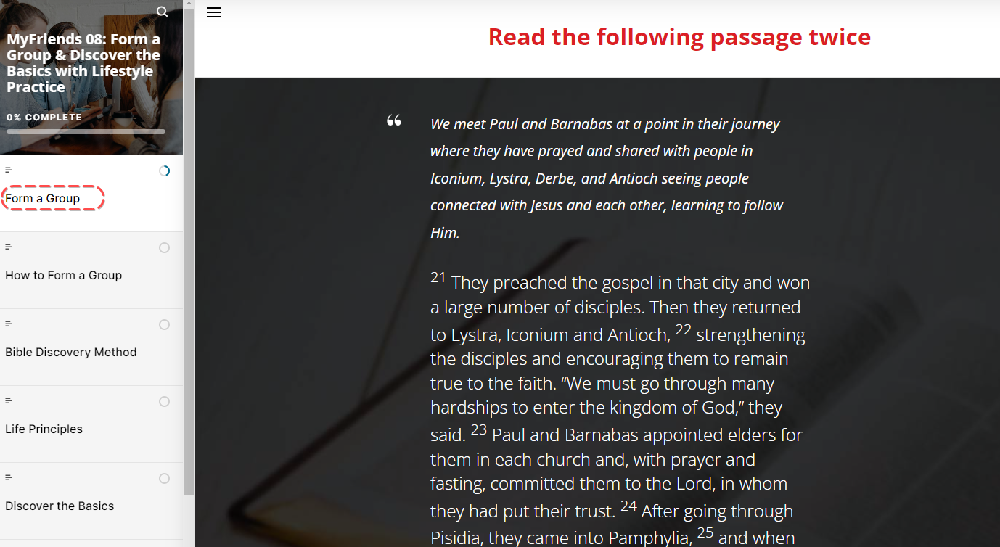 MyFriends 08: Form a
Group & Discover the
Basics with Lifestyle
Practice
0% COMPLETE
Form a Group
How to Form a Group
Bible Discovery Method
Life Principles
Discover the Basics
Read the following passage twice
“
We meet Paul and Barnabas at a point in their journey
where they have prayed and shared with people in
Iconium, Lystra, Derbe, and Antioch seeing people
connected with Jesus and each other, learning to follow
Him.
21 They preached the gospel in that city and won
a large number of disciples. Then they returned
to Lystra, Iconium and Antioch, 22 strengthening
the disciples and encouraging them to remain
true to the faith. “We must go through many
hardships to enter the kingdom of God,” they
said. 23 Paul and Barnabas appointed elders for
them in each church and, with prayer and
fasting, committed them to the Lord, in whom
they had put their trust. 24 After going through
Pisidia, they came into Pamphylia, 25 and when